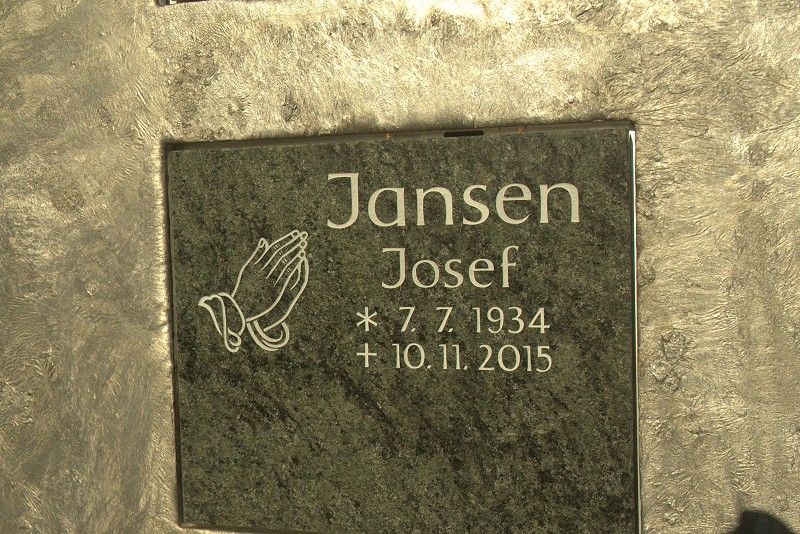 Jansen
Josef
* 7. 7. 1934
+ 10. 11. 2015